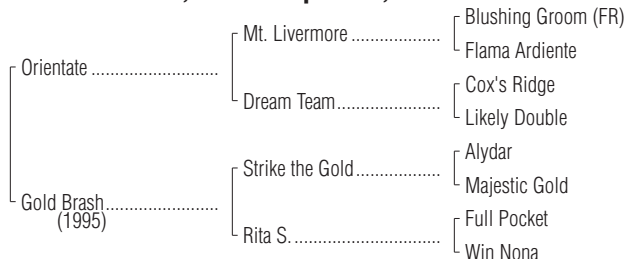 Blushing Groom (FR)
Mt. Livermore ..................
Flama Ardiente
Orientate ..........................
Cox's Ridge
Dream Team.....................
Likely Double
Alydar
Strike the Gold.................
Majestic Gold
Gold Brash.......................
(1995)
Full Pocket
Rita S. ..............................
Win Nona